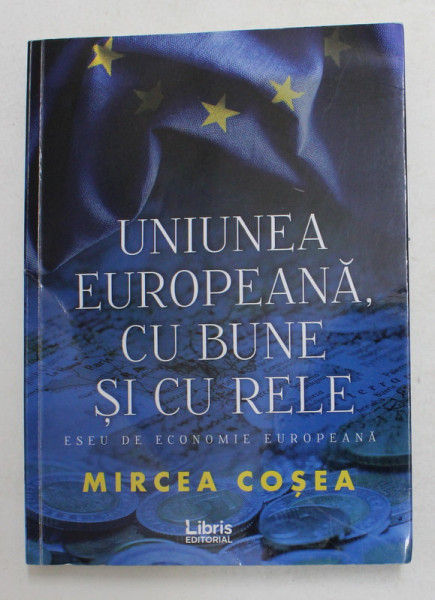 UNIUNEA
EUROPEANĂ,
CU BUNE
ȘI CU RELE
ESEU DE ECONOMIE EUROPEANĂ
MIRCEA COȘEA
Libris
EDITORIAL